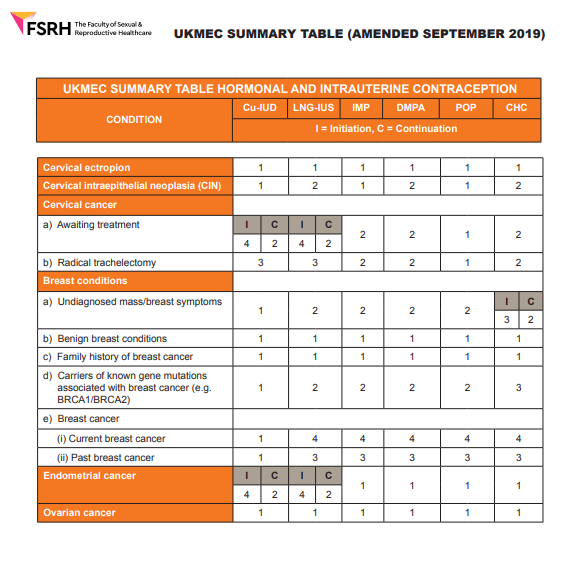 FSRH The Faculty of Sexual & Reproductive Healthcare
UKMEC SUMMARY TABLE (AMENDED SEPTEMBER 2019)
UKMEC SUMMARY TABLE HORMONAL AND INTRAUTERINE CONTRACEPTION
CONDITION
Cu-IUD LNG-IUS IMP DMPA POP CHC
I = Initiation, C = Continuation
Cervical ectropion 1 1 1 1 1 1
Cervical intraepithelial neoplasia (CIN) 1 2 1 2 1 2
Cervical cancer
a) Awaiting treatment
I C I C
4 2 4 2 2 2 1 2
b) Radical trachelectomy 3 3 2 2 1 2
Breast conditions
a) Undiagnosed mass/breast symptoms 1 2 2 2 2
I C
3 2
b) Benign breast conditions 1 1 1 1 1 1
c) Family history of breast cancer 1 1 1 1 1 1
d) Carriers of known gene mutations
associated with breast cancer (e.g. 1 2 2 2 2 3
BRCA1/BRCA2)
e) Breast cancer
(i) Current breast cancer 1 4 4 4 4 4
(ii) Past breast cancer 1 3 3 3 3 3
Endometrial cancer
I C I C
4 2 4 2 1 1 1 1
Ovarian cancer 1 1 1 1 1 1